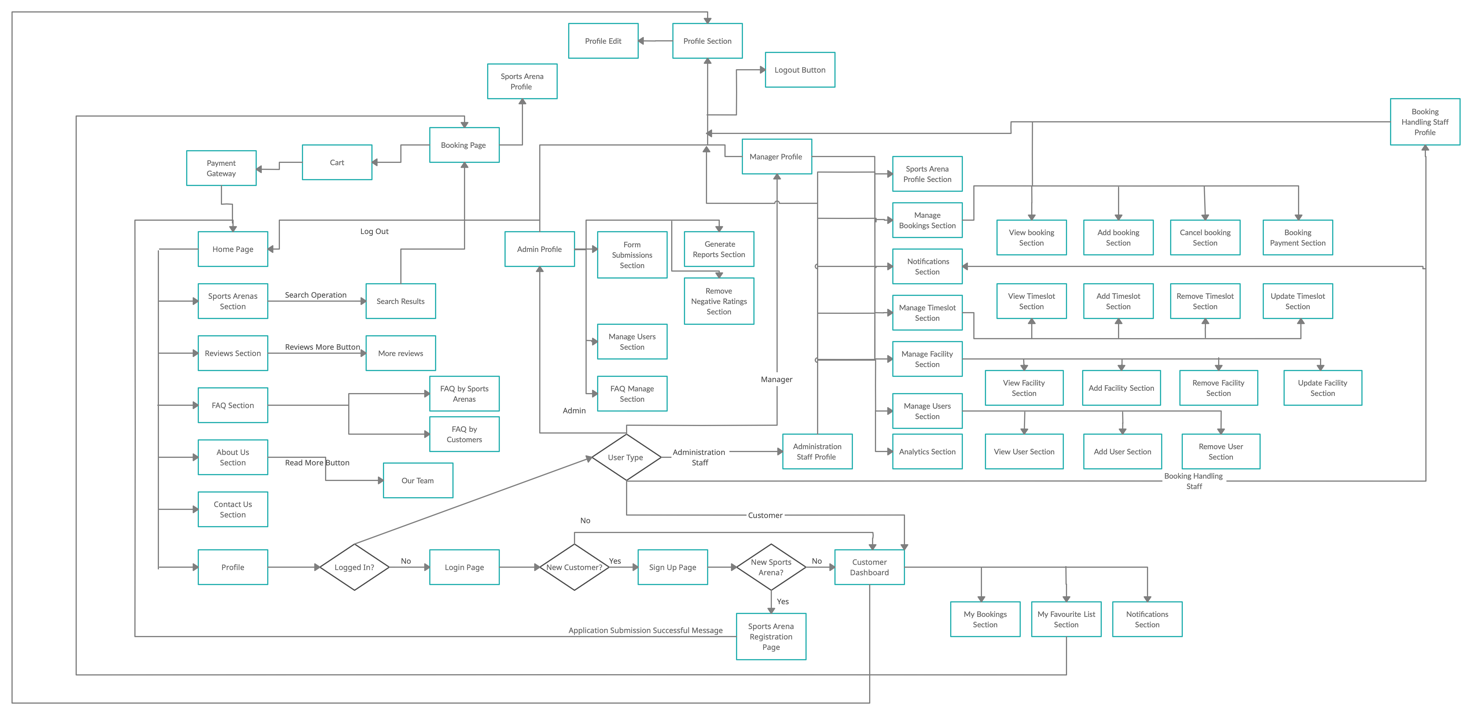 Profile Edit
Profile Section
Logout Button
Sports Arena
Profile
Booking
Handling Staff
Profile
Booking Page
Manager Profile
Payment
Gateway
Cart
Sports Arena
Profile Section
Manage
Bookings Section
View booking
Section
Add booking
Section
Cancel booking
Section
Booking
Payment Section
Log Out
Home Page
Admin Profile
Form
Submissions
Section
Generate
Reports Section
Notifications
Section
Remove
Negative Ratings
Section
Sports Arenas
Section
Search Operation
Search Results
Manage Timeslot
Section
View Timeslot
Section
Add Timeslot
Section
Remove Timeslot
Section
Update Timeslot
Section
Reviews Section
Reviews More Button
More reviews
Manage Users
Section
Manage Facility
Section
Manager
View Facility
Section
Add Facility Section
Remove Facility
Section
Update Facility
Section
FAQ Section
FAQ by Sports
Arenas
FAQ by
Customers
FAQ Manage
Section
Admin
Manage Users
Section
About Us
Section
Read More Button
Our Team
User Type
Administration
Staff
Administration
Staff Profile
Analytics Section
View User Section
Add User Section
Remove User
Section
Booking Handling
Staff
Contact Us
Section
Customer
No
Profile
Logged In?
No
Login Page
New Customer?
Yes
Sign Up Page
New Sports
Arena?
No
Customer
Dashboard
Yes
My Bookings
Section
My Favourite List
Section
Notifications
Section
Application Submission Successful Message
Sports Arena
Registration
Page